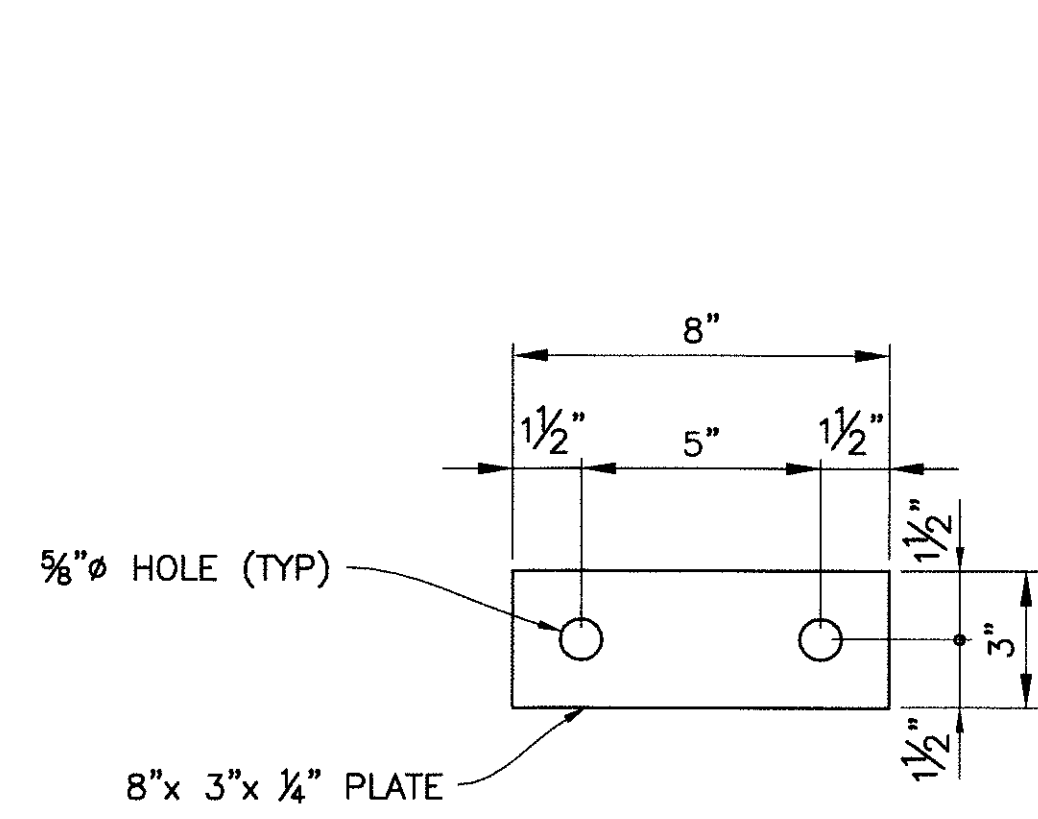 8"
1½" 5" 1½"
1½"
⅝"ø HOLE (TYP)
3"
1½"
8"x 3"x ¼" PLATE